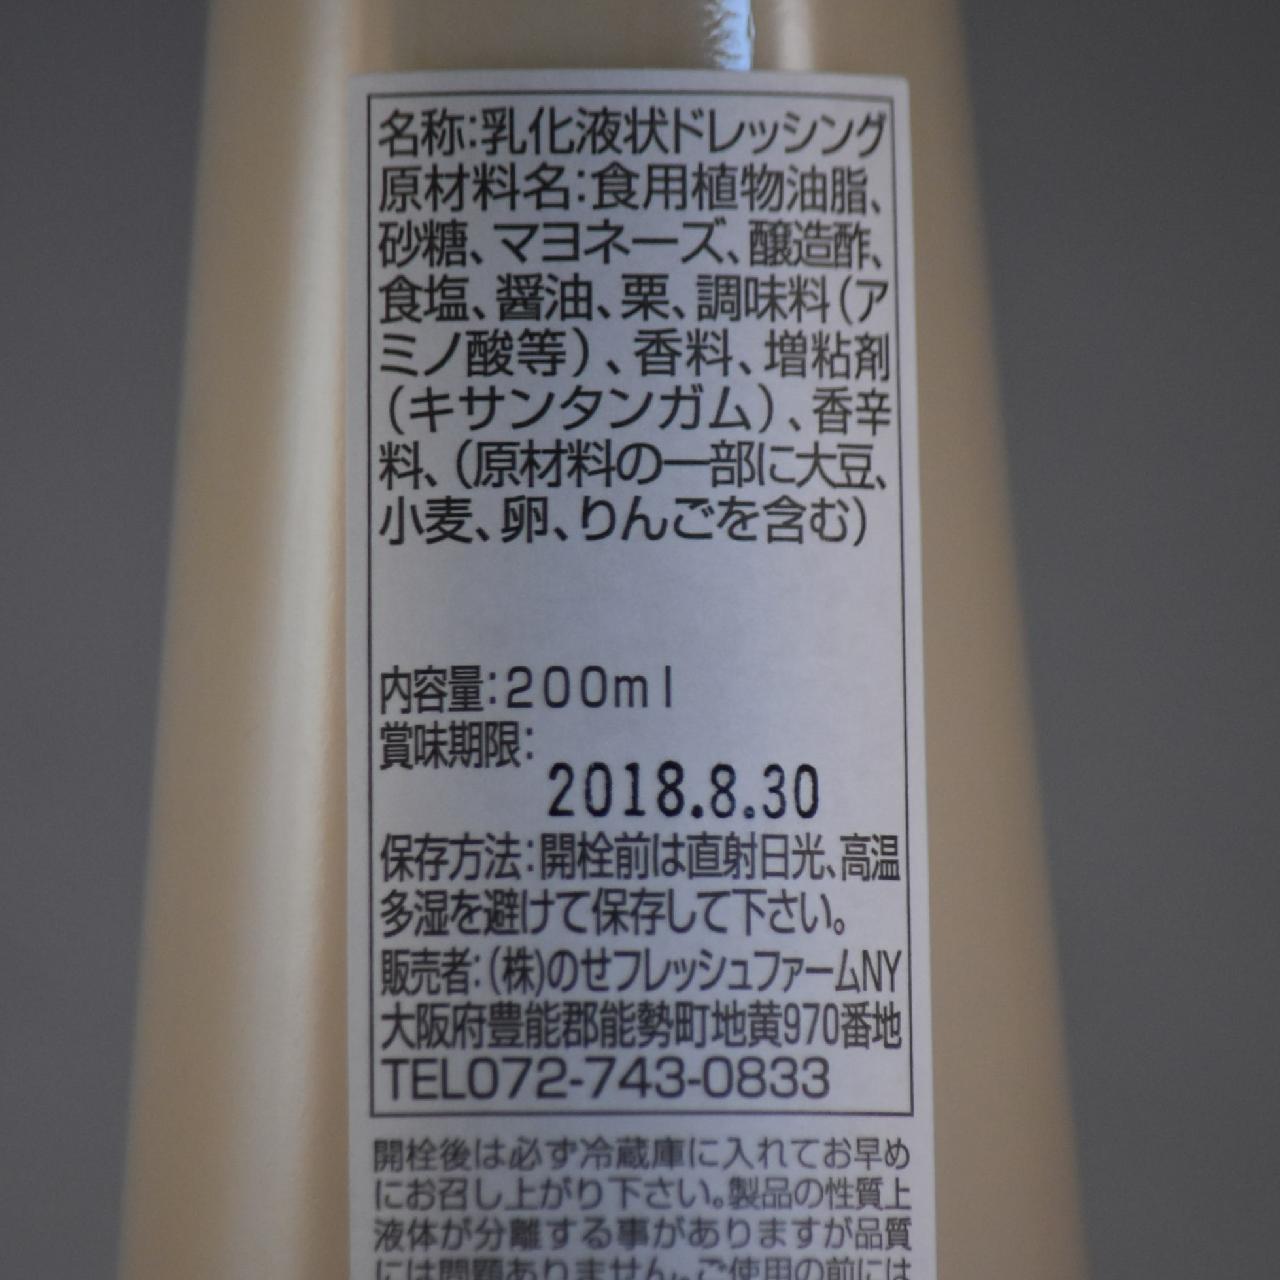 名称:乳化液状ドレッシング
原材料名:食用植物油脂、
砂糖、マヨネーズ、醸造酢、
食塩、醤油、栗、調味料(ア
ミノ酸等)、香料、増粘剤
(キサンタンガム)、香辛
料、(原材料の一部に大豆、
小麦、卵、りんごを含む)
内容量:200ml
賞味期限:
2018.8.30
保存方法:開栓前は直射日光、高温
多湿を避けて保存して下さい。
販売者:(株)のせフレッシュファームNY
大阪府豊能郡能勢町地黄970番地
TEL072-743-0833
開栓後は必ず冷蔵庫に入れてお早め
にお召し上がり下さい。製品の性質上
液体が分離する事がありますが品質
には問題ありません。ご使用の前には